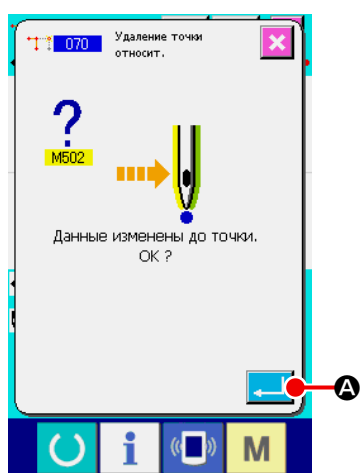 070
Удаление точки
относит.
?
M502
Данные изменены до точки.
OK ?
A
i
M